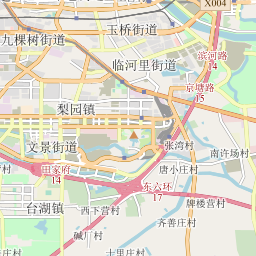 X004
玉桥街道
九棵树街道
滨河路
14
临河里街道
京塘路
15
梨园镇
文景街道
张湾村
南许场村
田家府
14
唐小庄村
东六环
17
台湖镇
西下营村
牌楼营村
齐善庄村
碱厂村
十里庄村